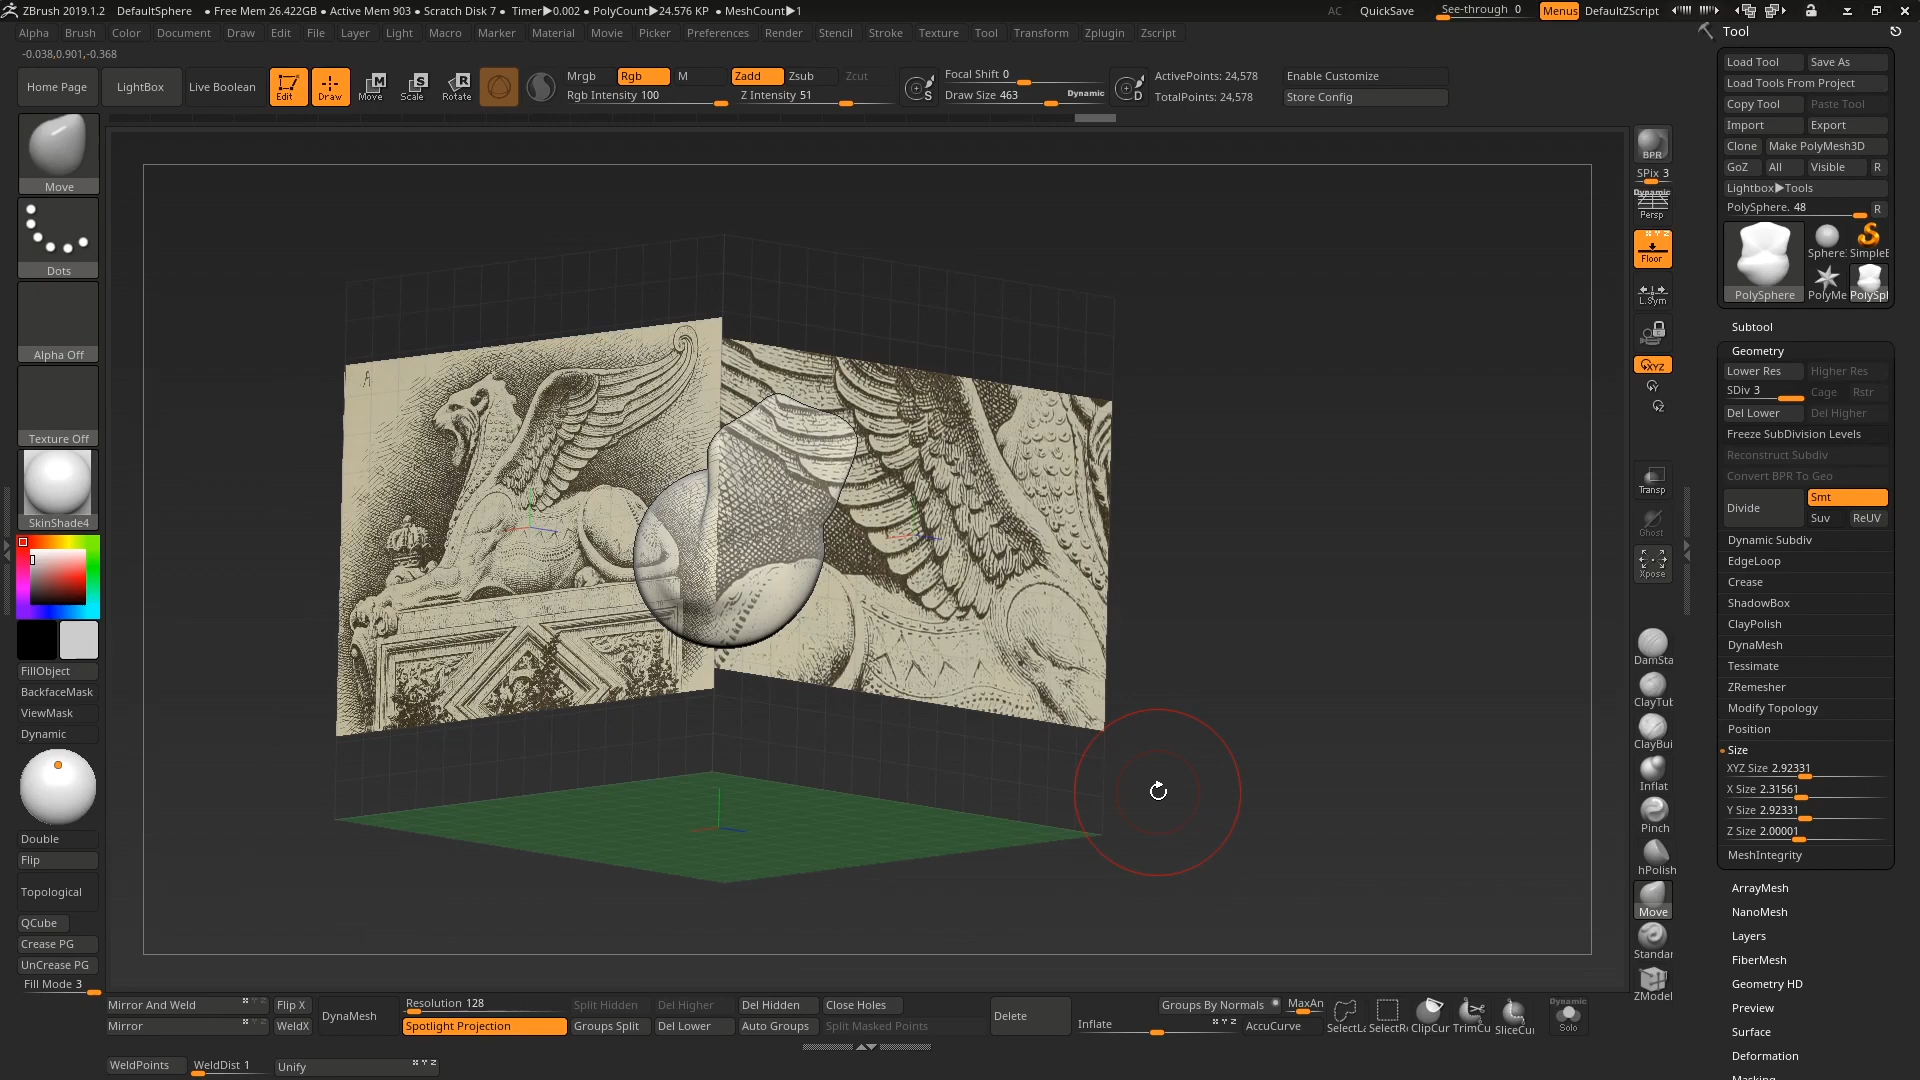 ZBrush 2019.1.2 DefaultSphere • Free Mem 26.422GB • Active Mem 903 • Scratch Disk 7 • Timer▶0.002 • PolyCount▶24.576 KP • MeshCount▶1 AC QuickSave See-through 0 Menus DefaultZScript
Alpha Brush Color Document Draw Edit File Layer Light Macro Marker Material Movie Picker Preferences Render Stencil Stroke Texture Tool Transform Zplugin Zscript
-0.038,0.901,-0.368
Home Page LightBox Live Boolean Edit Draw Move Scale Rotate
Mrgb Rgb M Zadd Zsub Zcut
Rgb Intensity 100 Z Intensity 51
S Focal Shift 0
Draw Size 463 Dynamic D
ActivePoints: 24,578 Enable Customize
TotalPoints: 24,578 Store Config
Move
Dots
Alpha Off
Texture Off
SkinShade4
FillObject
BackfaceMask
ViewMask
Dynamic
Double
Flip
Topological
QCube
Crease PG
UnCrease PG
Fill Mode 3
A
BPR
SPix 3
Dynamic
Persp
Floor
L.Sym
XYZ
Y
Z
Transp
Ghost
Xpose
DamSta
ClayTub
ClayBui
Inflat
Pinch
hPolish
Move
Standar
ZModel
Tool
Load Tool Save As
Load Tools From Project
Copy Tool Paste Tool
Import Export
Clone Make PolyMesh3D
GoZ All Visible R
Lightbox▶Tools
PolySphere. 48 R
PolySphere Sphere SimpleB
PolyMe PolySpl
Subtool
Geometry
Lower Res Higher Res
SDiv 3 Cage Rstr
Del Lower Del Higher
Freeze SubDivision Levels
Reconstruct Subdiv
Convert BPR To Geo
Divide Smt
Suv ReUV
Dynamic Subdiv
EdgeLoop
Crease
ShadowBox
ClayPolish
DynaMesh
Tessimate
ZRemesher
Modify Topology
Position
Size
XYZ Size 2.92331
X Size 2.31561
Y Size 2.92331
Z Size 2.00001
MeshIntegrity
ArrayMesh
NanoMesh
Layers
FiberMesh
Geometry HD
Preview
Surface
Deformation
Mirror And Weld Flip X DynaMesh Resolution 128 Split Hidden Del Higher Del Hidden Close Holes Delete Groups By Normals MaxAn
Mirror WeldX Spotlight Projection Groups Split Del Lower Auto Groups Split Masked Points Inflate AccuCurve SelectLa SelectRe ClipCur TrimCu SliceCur Dynamic Solo
WeldPoints WeldDist 1 Unify